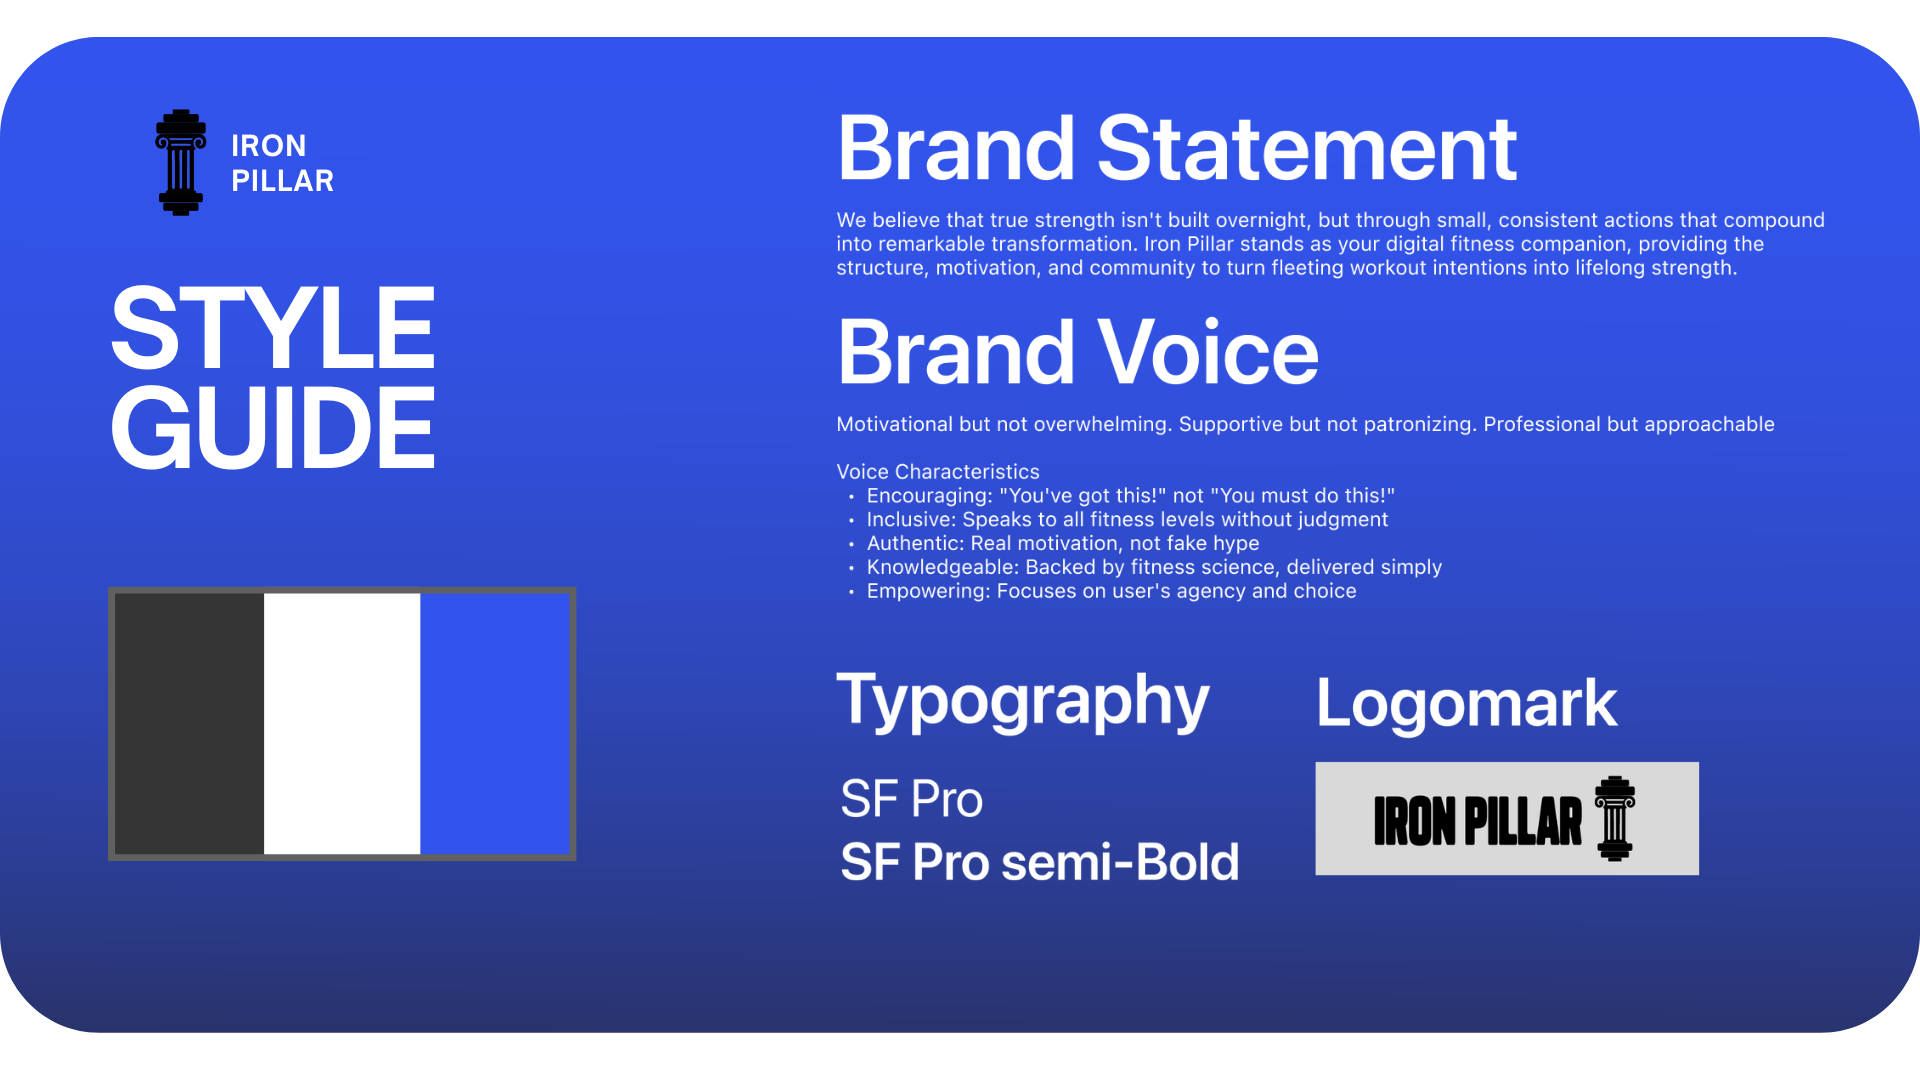 IRON
PILLAR
STYLE
GUIDE
Brand Statement
We believe that true strength isn't built overnight, but through small, consistent actions that compound
into remarkable transformation. Iron Pillar stands as your digital fitness companion, providing the
structure, motivation, and community to turn fleeting workout intentions into lifelong strength.
Brand Voice
Motivational but not overwhelming. Supportive but not patronizing. Professional but approachable
Voice Characteristics
• Encouraging: "You've got this!" not "You must do this!"
• Inclusive: Speaks to all fitness levels without judgment
• Authentic: Real motivation, not fake hype
• Knowledgeable: Backed by fitness science, delivered simply
• Empowering: Focuses on user's agency and choice
Typography
SF Pro
SF Pro semi-Bold
Logomark
IRON PILLAR